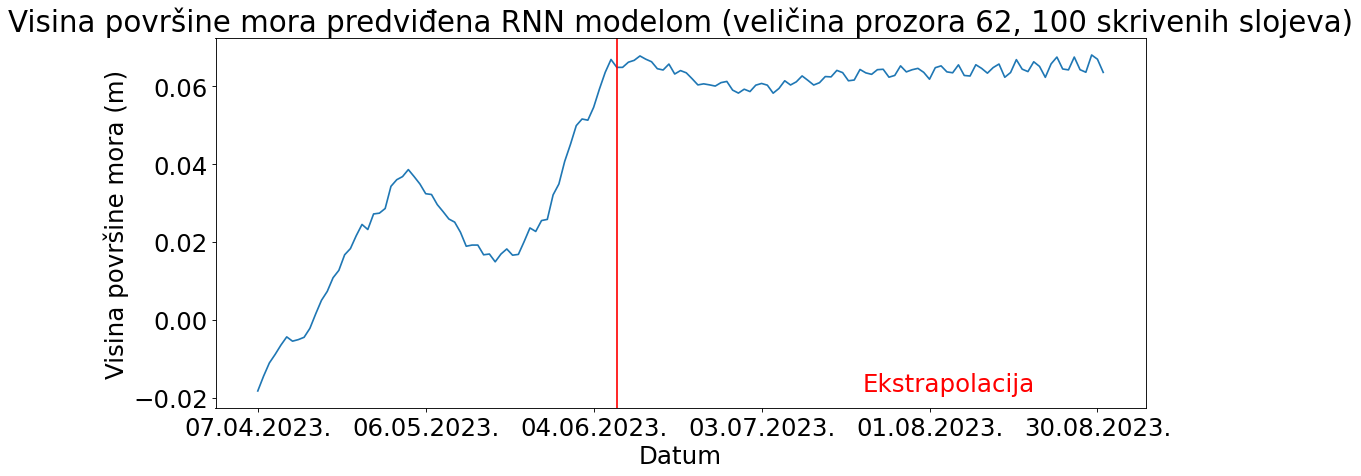 Visina površine mora predviđena RNN modelom (veličina prozora 62, 100 skrivenih slojeva)
Visina površine mora (m)
0.06
0.04
0.02
0.00
−0.02
Ekstrapolacija
07.04.2023. 06.05.2023. 04.06.2023. 03.07.2023. 01.08.2023. 30.08.2023.
Datum